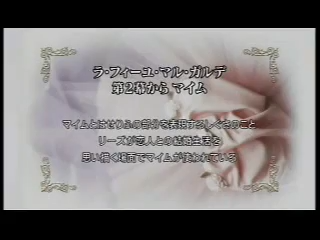 ラ・フィーユ・マル・ガルデ
第2幕から マイム
マイムとはせりふの部分を表現するしぐさのこと
リーズが恋人との結婚生活を
思い描く場面でマイムが使われている